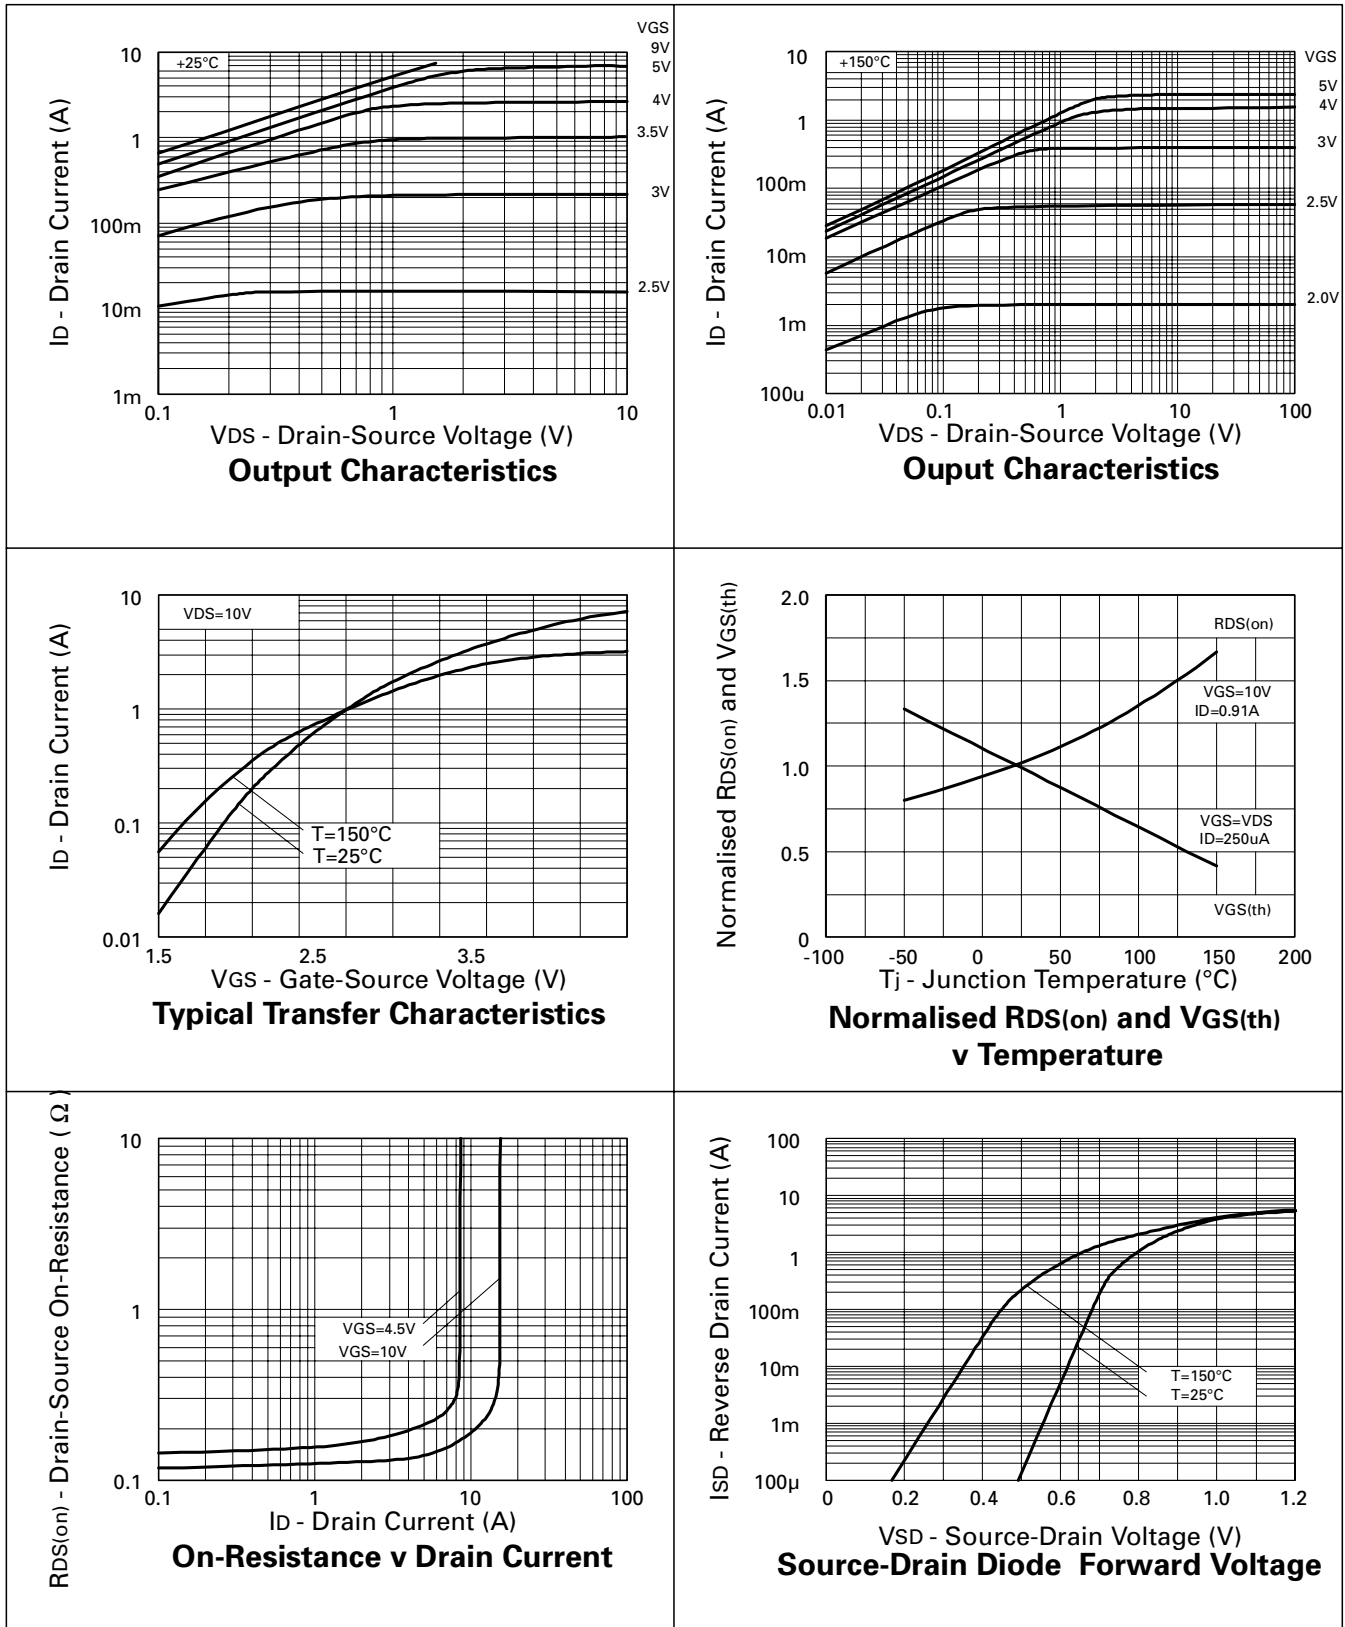 VGS
9V
10
+25°C
5V
4V
1
3.5V
3V
100m
10m
2.5V
1m
0.1
1
10
ID - Drain Current (A)
VDS - Drain-Source Voltage (V)
Output Characteristics
10
+150°C
VGS
5V
4V
1
3V
100m
2.5V
10m
2.0V
1m
100u
0.01
0.1
1
10
100
ID - Drain Current (A)
VDS - Drain-Source Voltage (V)
Ouput Characteristics
10
VDS=10V
1
0.1
T=150°C
T=25°C
0.01
1.5
2.5
3.5
ID - Drain Current (A)
VGS - Gate-Source Voltage (V)
Typical Transfer Characteristics
2.0
RDS(on)
1.5
VGS=10V
ID=0.91A
1.0
VGS=VDS
ID=250uA
0.5
VGS(th)
0
-100
-50
0
50
100
150
200
Normalised RDS(on) and VGS(th)
Tj - Junction Temperature (°C)
Normalised RDS(on) and VGS(th)
v Temperature
10
1
VGS=4.5V
VGS=10V
0.1
0.1
1
10
100
RDS(on) - Drain-Source On-Resistance ( Ω )
ID - Drain Current (A)
On-Resistance v Drain Current
100
10
1
100m
10m
T=150°C
T=25°C
1m
100µ
0
0.2
0.4
0.6
0.8
1.0
1.2
ISD - Reverse Drain Current (A)
VSD - Source-Drain Voltage (V)
Source-Drain Diode Forward Voltage